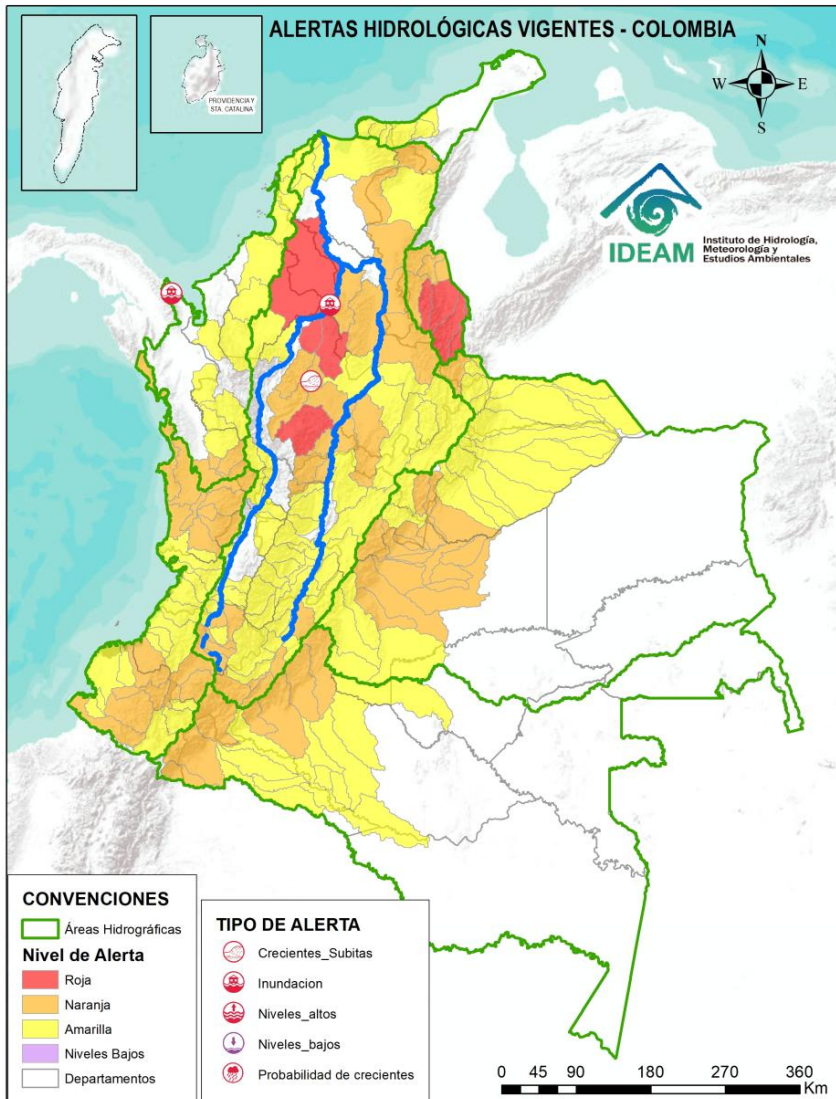 ALERTAS HIDROLÓGICAS VIGENTES - COLOMBIA
PROVIDENCIA Y
STA. CATALINA
N
W
E
S
IDEAM
Instituto de Hidrología,
Meteorología y
Estudios Ambientales
CONVENCIONES
Áreas Hidrográficas
Nivel de Alerta
Roja
Naranja
Amarilla
Niveles Bajos
Departamentos
TIPO DE ALERTA
Crecientes_Subitas
Inundacion
Niveles_altos
Niveles_bajos
Probabilidad de crecientes
0 45 90 180 270 360
Km